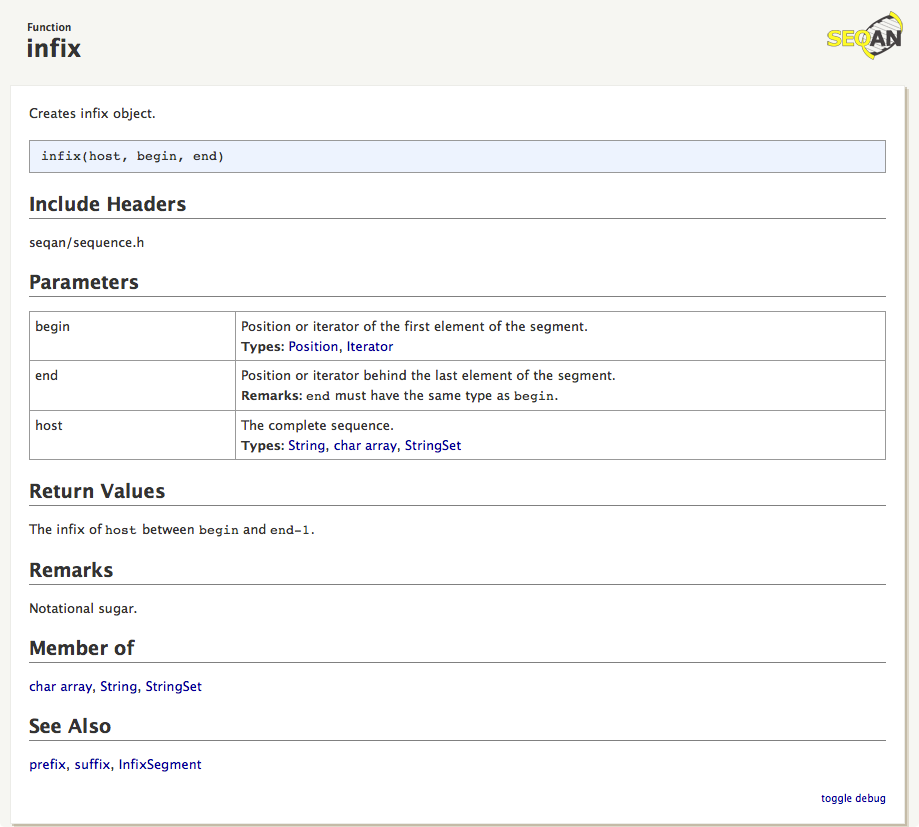 Function
infix
SEQAN
Creates infix object.
infix(host, begin, end)
Include Headers
seqan/sequence.h
Parameters
begin
Position or iterator of the first element of the segment.
Types: Position, Iterator
end
Position or iterator behind the last element of the segment.
Remarks: end must have the same type as begin.
host
The complete sequence.
Types: String, char array, StringSet
Return Values
The infix of host between begin and end-1.
Remarks
Notational sugar.
Member of
char array, String, StringSet
See Also
prefix, suffix, InfixSegment
toggle debug